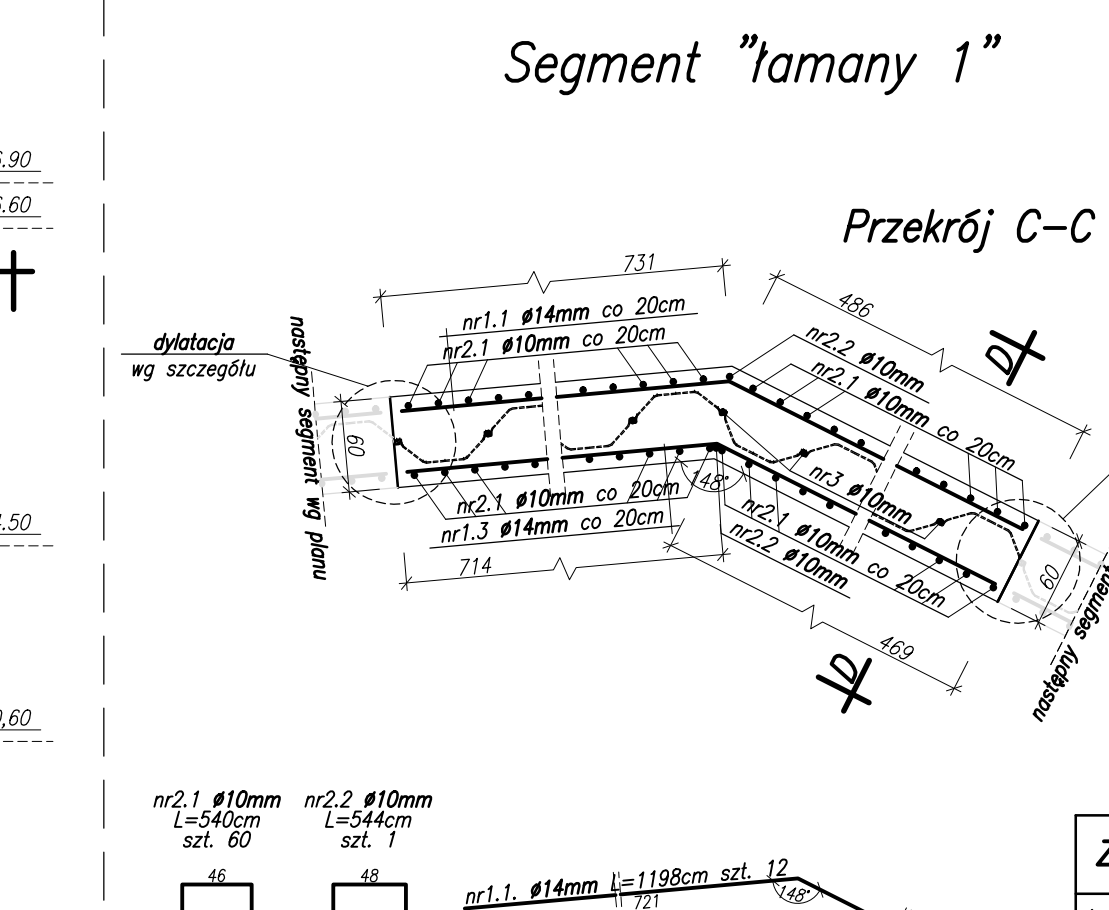 Segment ”łamany 1”
6.90
6.60
Przekrój C-C
731
486
D
nr1.1 ø14mm co 20cm
nr2.1 ø10mm co 20cm
nr2.2 ø10mm
nr2.1 ø10mm co 20cm
dylatacja
wg szczegółu
następny segment wg planu
60
148°
nr3 ø10mm
nr2.1 ø10mm co 20cm
nr1.3 ø14mm co 20cm
nr2.1 ø10mm co 20cm
nr2.2 ø10mm
714
60
następny segment
469
D
.50
,60
nr2.1 ø10mm
L=540cm
szt. 60
46
nr2.2 ø10mm
L=544cm
szt. 1
48
nr1.1. ø14mm L=1198cm szt. 12
721
148°